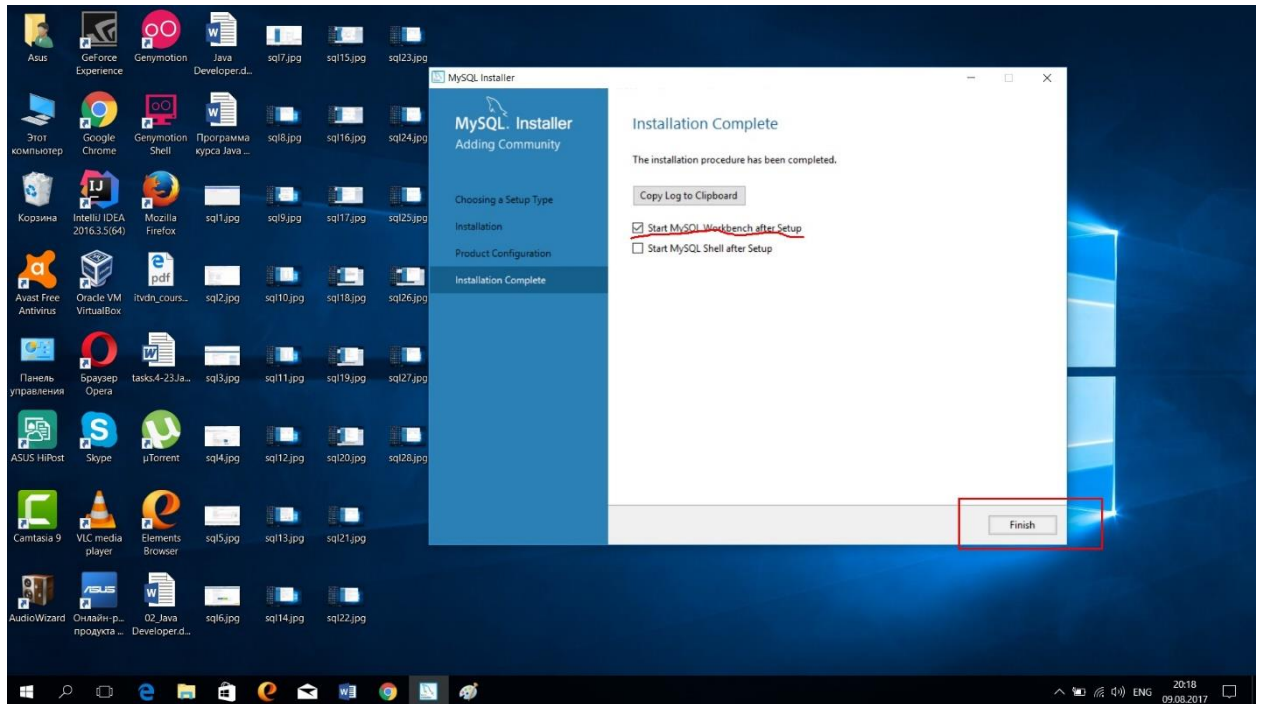 Asus
GeForce Experience
Genymotion
Java Developer.d...
sql7.jpg
sql15.jpg
sql23.jpg
Этот компьютер
Google Chrome
Genymotion Shell
Программа курса Java ...
sql8.jpg
sql16.jpg
sql24.jpg
Корзина
IntelliJ IDEA 2016.3.5(64)
Mozilla Firefox
sql1.jpg
sql9.jpg
sql17.jpg
sql25.jpg
Avast Free Antivirus
Oracle VM VirtualBox
itvdn_cours...
sql2.jpg
sql10.jpg
sql18.jpg
sql26.jpg
Панель управления
Браузер Opera
tasks.4-23.Ja...
sql3.jpg
sql11.jpg
sql19.jpg
sql27.jpg
ASUS HiPost
Skype
µTorrent
sql4.jpg
sql12.jpg
sql20.jpg
sql28.jpg
Camtasia 9
VLC media player
Elements Browser
sql5.jpg
sql13.jpg
sql21.jpg
AudioWizard
Онлайн-р... продукта ...
02_Java Developer.d...
sql6.jpg
sql14.jpg
sql22.jpg
MySQL Installer
MySQL. Installer
Adding Community
Choosing a Setup Type
Installation
Product Configuration
Installation Complete
Installation Complete
The installation procedure has been completed.
Copy Log to Clipboard
Start MySQL Workbench after Setup
Start MySQL Shell after Setup
Finish
ENG
20:18
09.08.2017